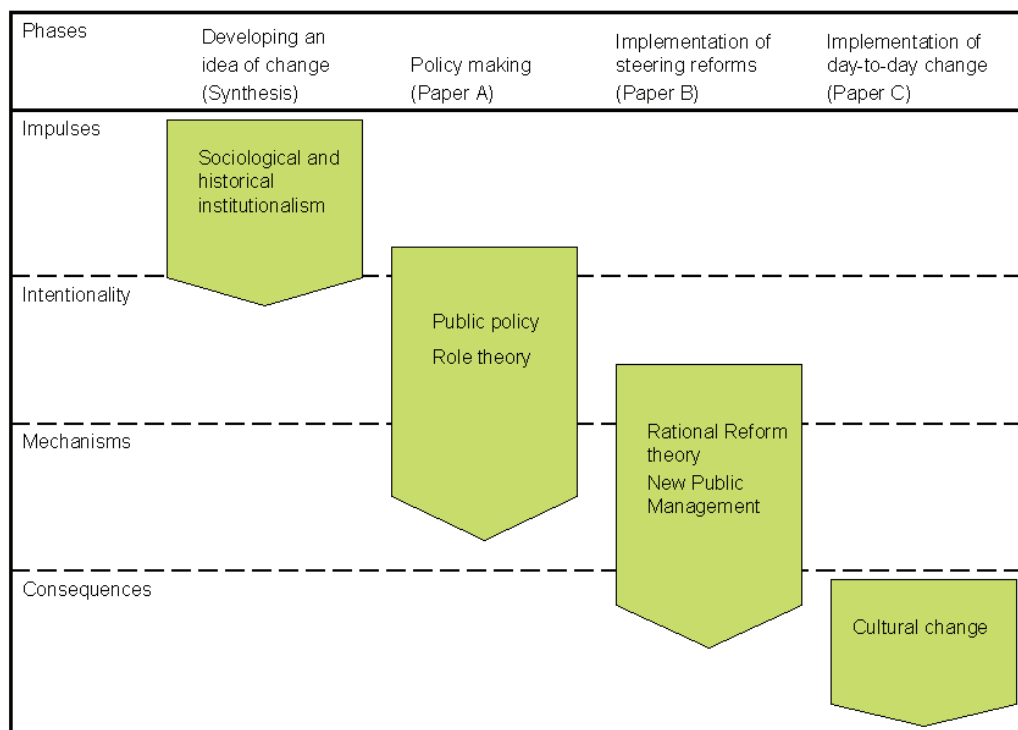 Phases
Developing an
idea of change
(Synthesis)
Policy making
(Paper A)
Implementation of
steering reforms
(Paper B)
Implementation of
day-to-day change
(Paper C)
Impulses
Sociological and
historical
institutionalism
Intentionality
Public policy
Role theory
Mechanisms
Rational Reform
theory
New Public
Management
Consequences
Cultural change